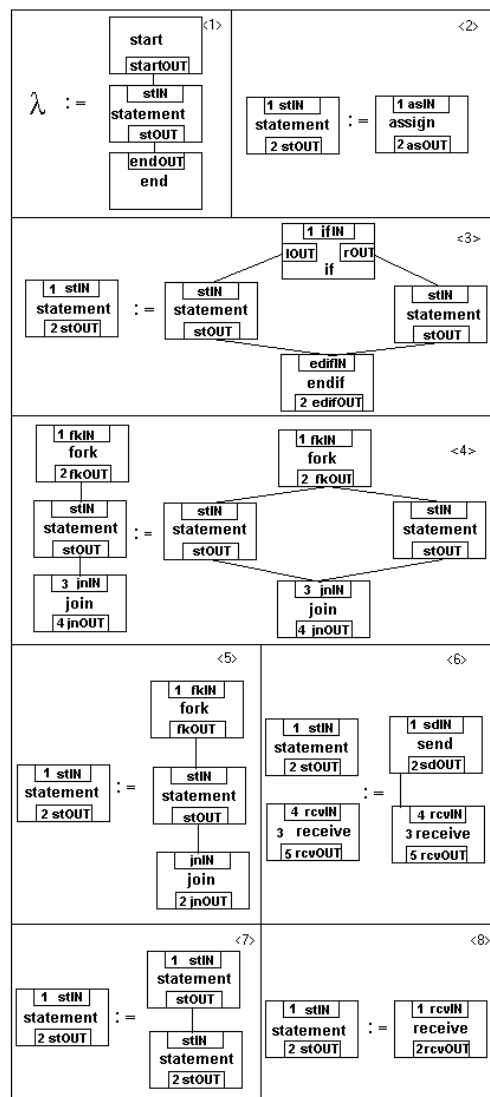 <1>
start
startOUT
λ := stIN
statement
stOUT
endOUT
end
<2>
1 stIN
statement
2 stOUT
:=
1 asIN
assign
2 asOUT
<3>
1 stIN
statement
2 stOUT
:=
1 ifIN
lOUT rOUT
if
stIN
statement
stOUT
stIN
statement
stOUT
edifIN
endif
2 edifOUT
<4>
1 fkIN
fork
2 fkOUT
stIN
statement
stOUT
3 jnIN
join
4 jnOUT
:=
1 fkIN
fork
2 fkOUT
stIN
statement
stOUT
stIN
statement
stOUT
3 jnIN
join
4 jnOUT
<5>
1 stIN
statement
2 stOUT
:=
1 fkIN
fork
fkOUT
stIN
statement
stOUT
jnIN
join
2 jnOUT
<6>
1 stIN
statement
2 stOUT
4 rcvIN
3 receive
5 rcvOUT
:=
1 sdIN
send
2 sdOUT
4 rcvIN
3 receive
5 rcvOUT
<7>
1 stIN
statement
2 stOUT
:=
1 stIN
statement
stOUT
stIN
statement
2 stOUT
<8>
1 stIN
statement
2 stOUT
:=
1 rcvIN
receive
2 rcvOUT